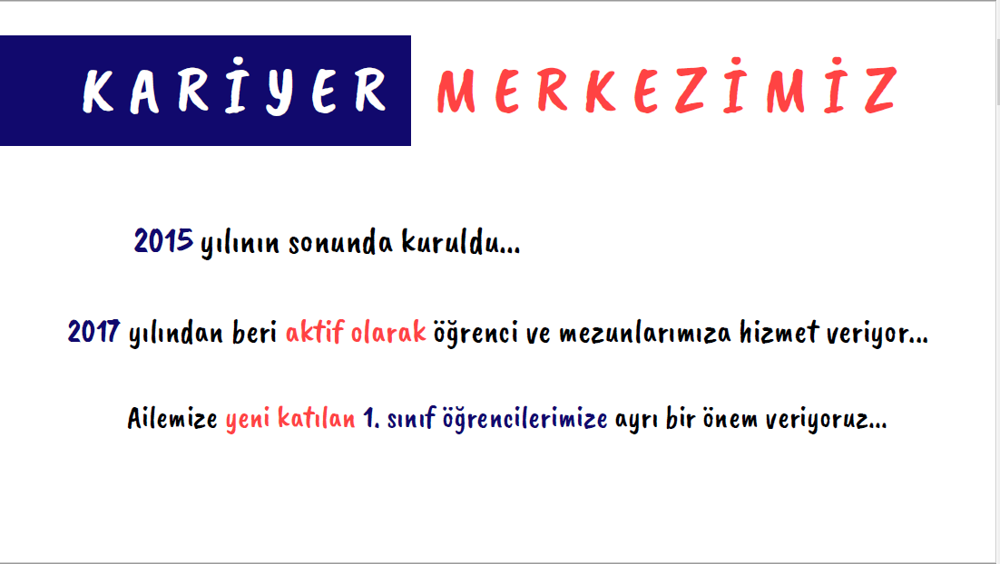 KARİYER MERKEZİMİZ
2015 yılının sonunda kuruldu...
2017 yılından beri aktif olarak öğrenci ve mezunlarımıza hizmet veriyor...
Ailemize yeni katılan 1. sınıf öğrencilerimize ayrı bir önem veriyoruz...